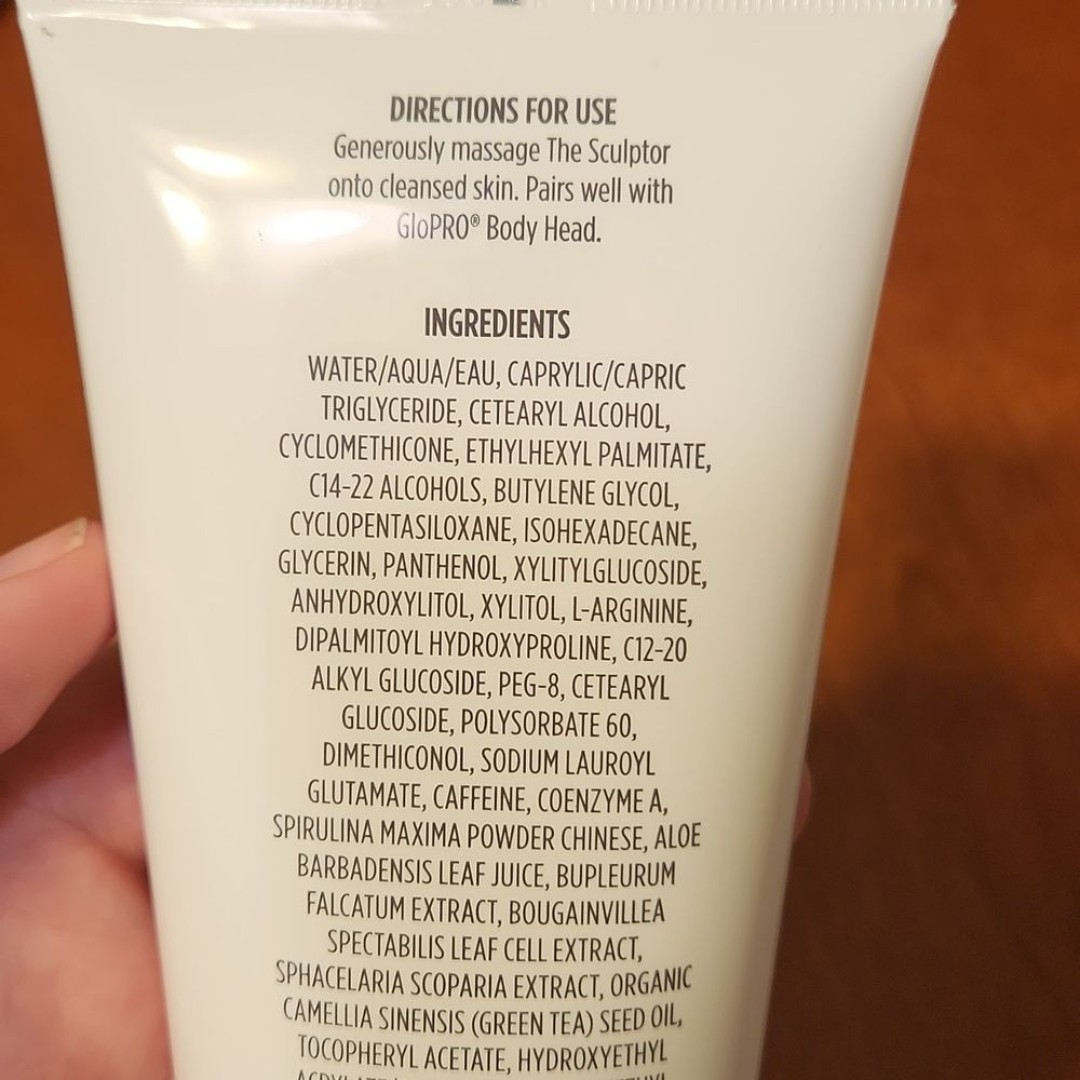 DIRECTIONS FOR USE
Generously massage The Sculptor
onto cleansed skin. Pairs well with
GloPRO® Body Head.
INGREDIENTS
WATER/AQUA/EAU, CAPRYLIC/CAPRIC
TRIGLYCERIDE, CETEARYL ALCOHOL,
CYCLOMETHICONE, ETHYLHEXYL PALMITATE,
C14-22 ALCOHOLS, BUTYLENE GLYCOL,
CYCLOPENTASILOXANE, ISOHEXADECANE,
GLYCERIN, PANTHENOL, XYLITYLGLUCOSIDE,
ANHYDROXYLITOL, XYLITOL, L-ARGININE,
DIPALMITOYL HYDROXYPROLINE, C12-20
ALKYL GLUCOSIDE, PEG-8, CETEARYL
GLUCOSIDE, POLYSORBATE 60,
DIMETHICONOL, SODIUM LAUROYL
GLUTAMATE, CAFFEINE, COENZYME A,
SPIRULINA MAXIMA POWDER CHINESE, ALOE
BARBADENSIS LEAF JUICE, BUPLEURUM
FALCATUM EXTRACT, BOUGAINVILLEA
SPECTABILIS LEAF CELL EXTRACT,
SPHACELARIA SCOPARIA EXTRACT, ORGANIC
CAMELLIA SINENSIS (GREEN TEA) SEED OIL,
TOCOPHERYL ACETATE, HYDROXYETHYL